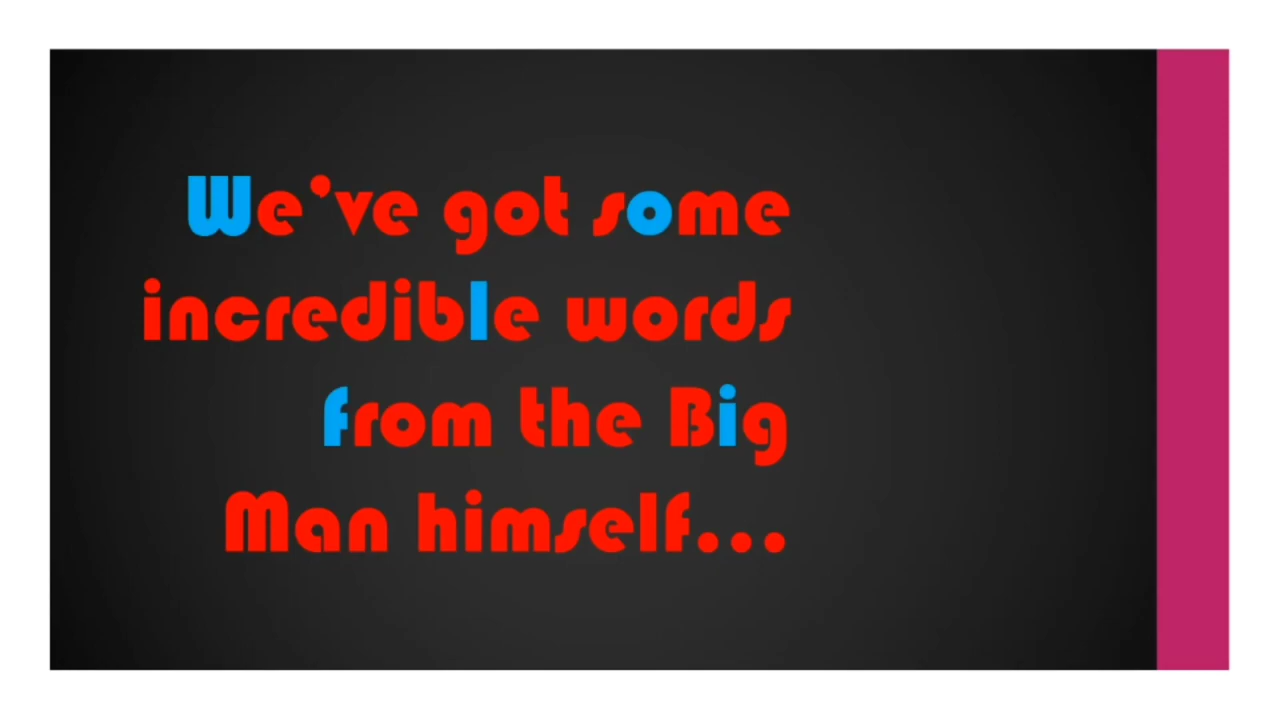 We've got some
incredible words
from the Big
Man himself...